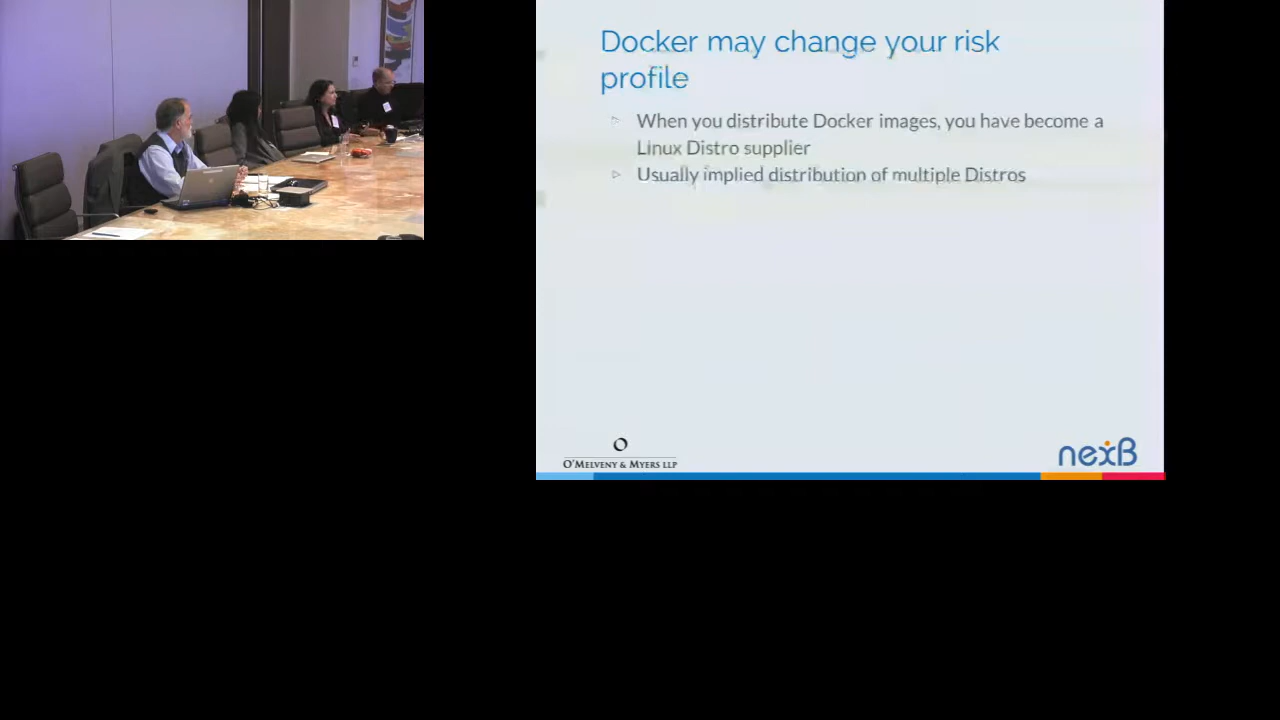 Docker may change your risk
profile
When you distribute Docker images, you have become a
Linux Distro supplier
Usually implied distribution of multiple Distros
O'MELVENY & MYERS LLP
nexB